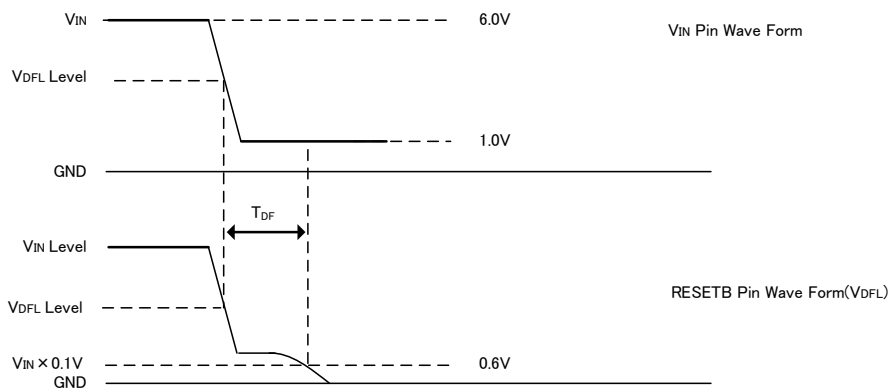 VIN
6.0V
VIN Pin Wave Form
VDFL Level
1.0V
GND
TDF
VIN Level
VDFL Level
RESETB Pin Wave Form(VDFL)
VIN × 0.1V
0.6V
GND